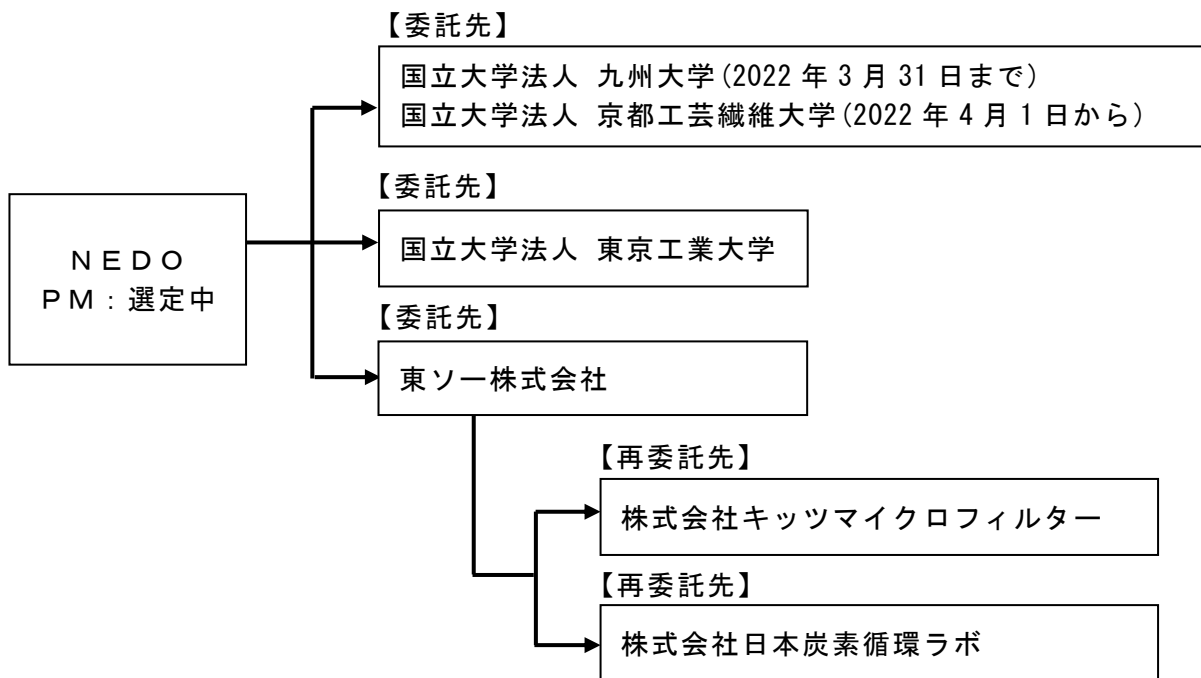 【委託先】
国立大学法人 九州大学(2022 年 3 月 31 日まで)
国立大学法人 京都工芸繊維大学(2022 年 4 月 1 日から)
【委託先】
国立大学法人 東京工業大学
ＮＥＤＯ
ＰＭ：選定中
【委託先】
東ソー株式会社
【再委託先】
株式会社キッツマイクロフィルター
【再委託先】
株式会社日本炭素循環ラボ